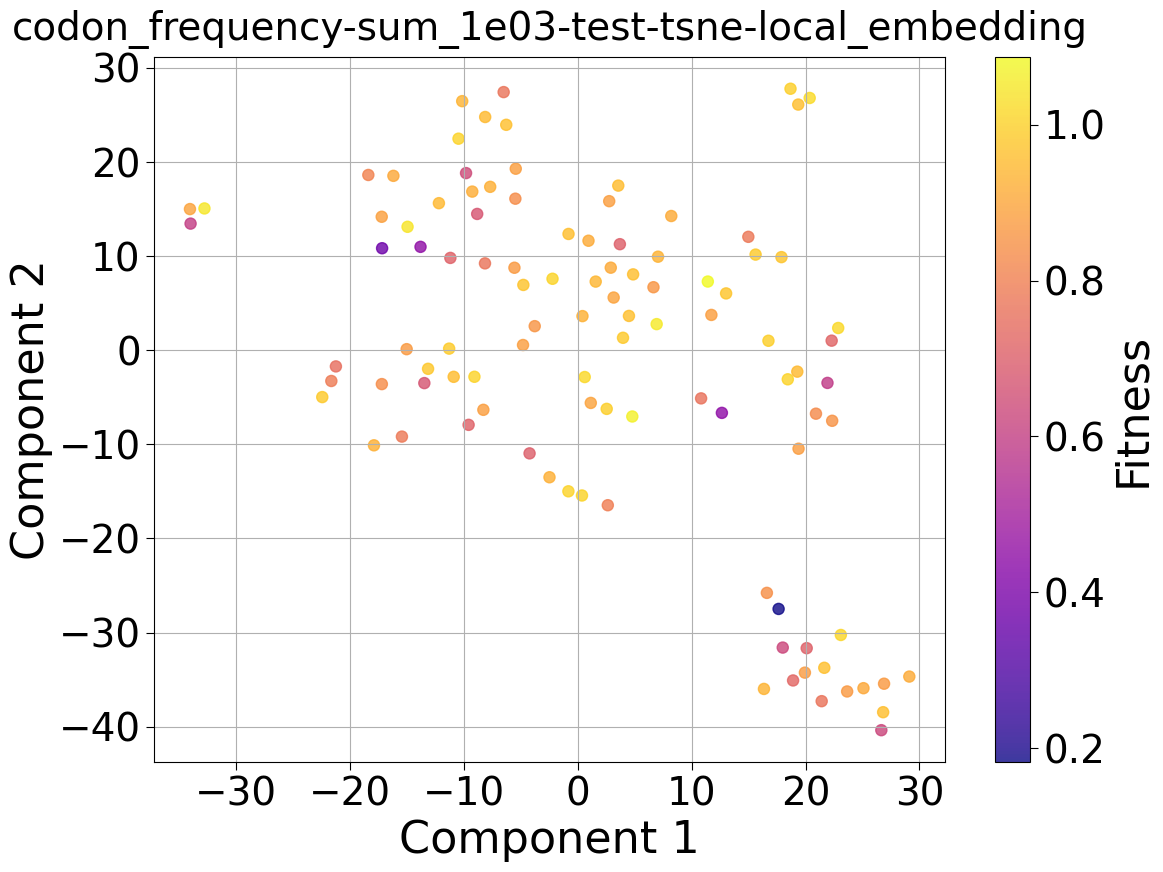 codon_frequency-sum_1e03-test-tsne-local_embedding
30
20
10
0
−10
−20
−30
−40
Component 2
−30 −20 −10 0 10 20 30
Component 1
1.0
0.8
0.6
0.4
0.2
Fitness